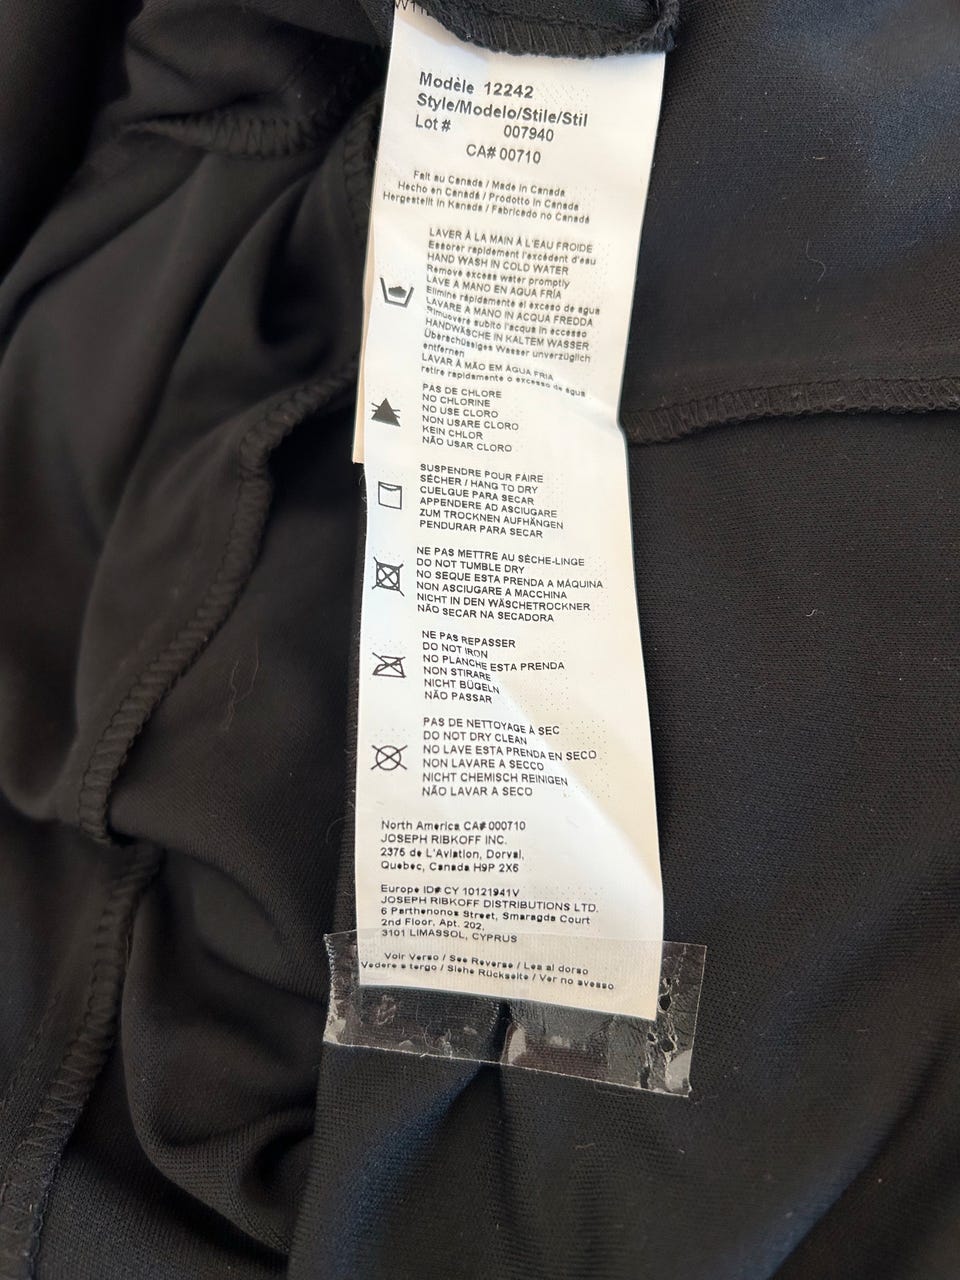 Modèle 12242
Style/Modelo/Stile/Stil
Lot # 007940
CA# 00710
Fait au Canada / Made in Canada
Hecho en Canadá / Prodotto in Canada
Hergestellt in Kanada / Fabricado no Canadá
LAVER À LA MAIN À L'EAU FROIDE
Essorer rapidement l'excédent d'eau
HAND WASH IN COLD WATER
Remove excess water promptly
LAVE A MANO EN AGUA FRÍA
Elimine rápidamente el exceso de agua
LAVARE A MANO IN ACQUA FREDDA
Rimuovere subito l'acqua in eccesso
HANDWÄSCHE IN KALTEM WASSER
Überschüssiges Wasser unverzüglich
entfernen
LAVAR À MÃO EM ÁGUA FRIA
retire rapidamente o excesso de água
PAS DE CHLORE
NO CHLORINE
NO USE CLORO
NON USARE CLORO
KEIN CHLOR
NÃO USAR CLORO
SUSPENDRE POUR FAIRE
SÉCHER / HANG TO DRY
CUELGUE PARA SECAR
APPENDERE AD ASCIUGARE
ZUM TROCKNEN AUFHÄNGEN
PENDURAR PARA SECAR
NE PAS METTRE AU SÈCHE-LINGE
DO NOT TUMBLE DRY
NO SEQUE ESTA PRENDA A MÁQUINA
NON ASCIUGARE A MACCHINA
NICHT IN DEN WÄSCHETROCKNER
NÃO SECAR NA SECADORA
NE PAS REPASSER
DO NOT IRON
NO PLANCHE ESTA PRENDA
NON STIRARE
NICHT BÜGELN
NÃO PASSAR
PAS DE NETTOYAGE À SEC
DO NOT DRY CLEAN
NO LAVE ESTA PRENDA EN SECO
NON LAVARE A SECCO
NICHT CHEMISCH REINIGEN
NÃO LAVAR A SECO
North America CA# 000710
JOSEPH RIBKOFF INC.
2375 de L'Aviation, Dorval,
Quebec, Canada H9P 2X6
Europe ID# CY 10121941V
JOSEPH RIBKOFF DISTRIBUTIONS LTD.
6 Parthenonos Street, Smaragda Court
2nd Floor, Apt. 202,
3101 LIMASSOL, CYPRUS
Voir Verso / See Reverse / Lea al dorso
Vedere a tergo / Siehe Rückseite / Ver no avesso